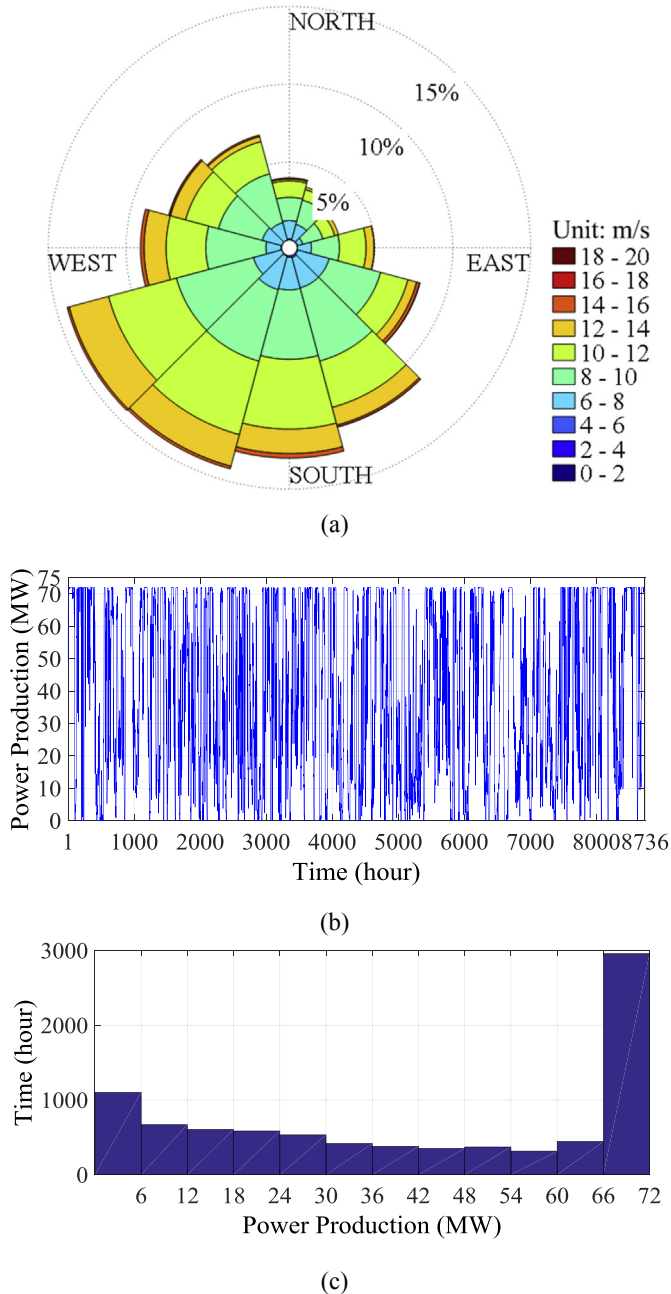 NORTH
15%
10%
5%
WEST
EAST
SOUTH
Unit: m/s
18 - 20
16 - 18
14 - 16
12 - 14
10 - 12
8 - 10
6 - 8
4 - 6
2 - 4
0 - 2
(a)
Power Production (MW)
75
70
60
50
40
30
20
10
0
1 1000 2000 3000 4000 5000 6000 7000 8000 8736
Time (hour)
(b)
Time (hour)
3000
2000
1000
0
6 12 18 24 30 36 42 48 54 60 66 72
Power Production (MW)
(c)